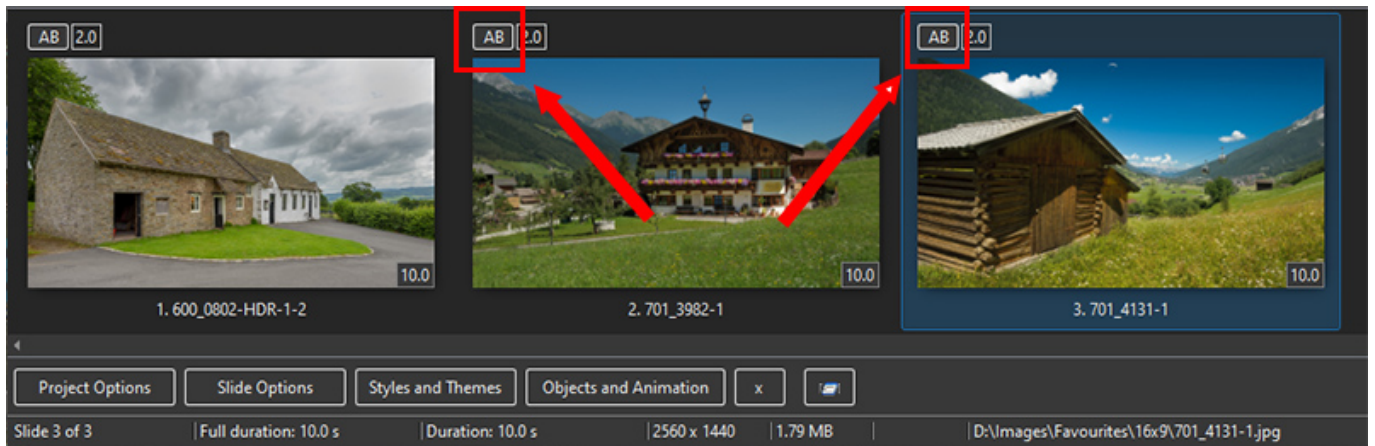 AB 2.0 AB 2.0 AB 2.0
10.0 10.0 10.0
1. 600_0802-HDR-1-2 2. 701_3982-1 3. 701_4131-1
Project Options Slide Options Styles and Themes Objects and Animation x
Slide 3 of 3 Full duration: 10.0 s Duration: 10.0 s 2560 x 1440 1.79 MB D:\Images\Favourites\16x9\701_4131-1.jpg